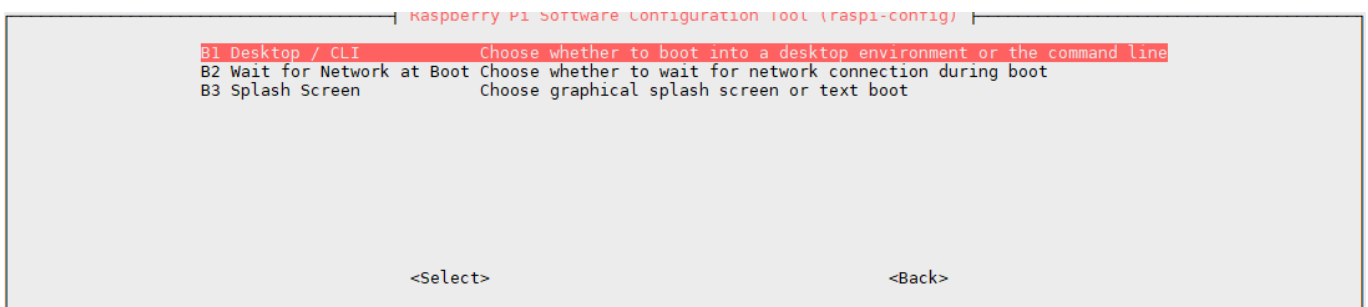 Raspberry Pi Software Configuration Tool (raspi-config)
B1 Desktop / CLI Choose whether to boot into a desktop environment or the command line
B2 Wait for Network at Boot Choose whether to wait for network connection during boot
B3 Splash Screen Choose graphical splash screen or text boot
<Select> <Back>